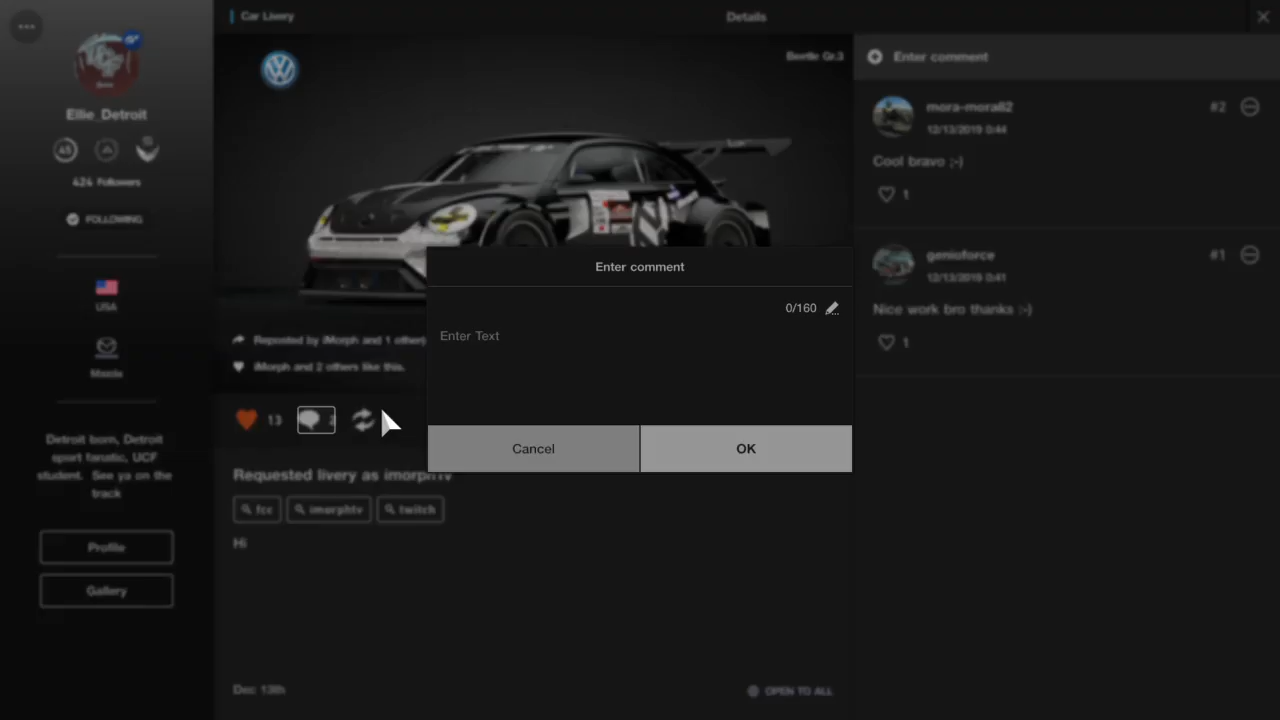 Ellie_Detroit
45
424 Followers
FOLLOWING
USA
Mazda
Detroit born, Detroit
sport fanatic, UCF
student. See ya on the
track
Profile
Gallery
Car Livery
Details
Beetle Gr.3
Reposted by iMorph and 1 other
iMorph and 2 others like this.
13
2
Requested livery as imorphtv
fcc
imorphtv
twitch
Hi
Dec 13th
OPEN TO ALL
Enter comment
0/160
Enter Text
Cancel
OK
Enter comment
mora-mora82
#2
12/13/2019 0:44
Cool bravo ;-)
1
genioforce
#1
12/13/2019 0:41
Nice work bro thanks :-)
1